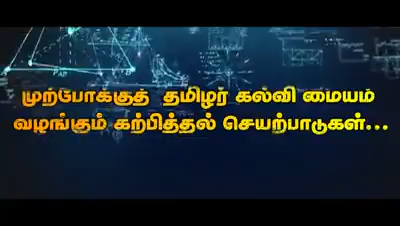 முற்போக்குத் தமிழர் கல்வி மையம்
வழங்கும் கற்பித்தல் செயற்பாடுகள்...